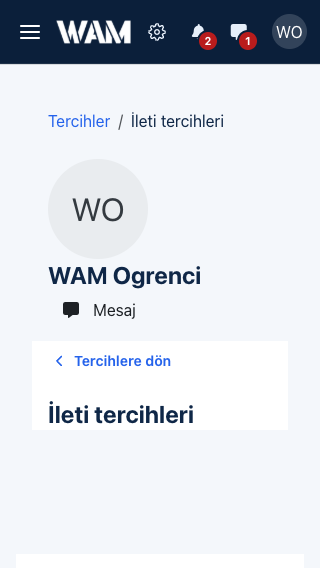 WAM
2
1
WO
Tercihler / İleti tercihleri
WO
WAM Ogrenci
Mesaj
Tercihlere dön
İleti tercihleri